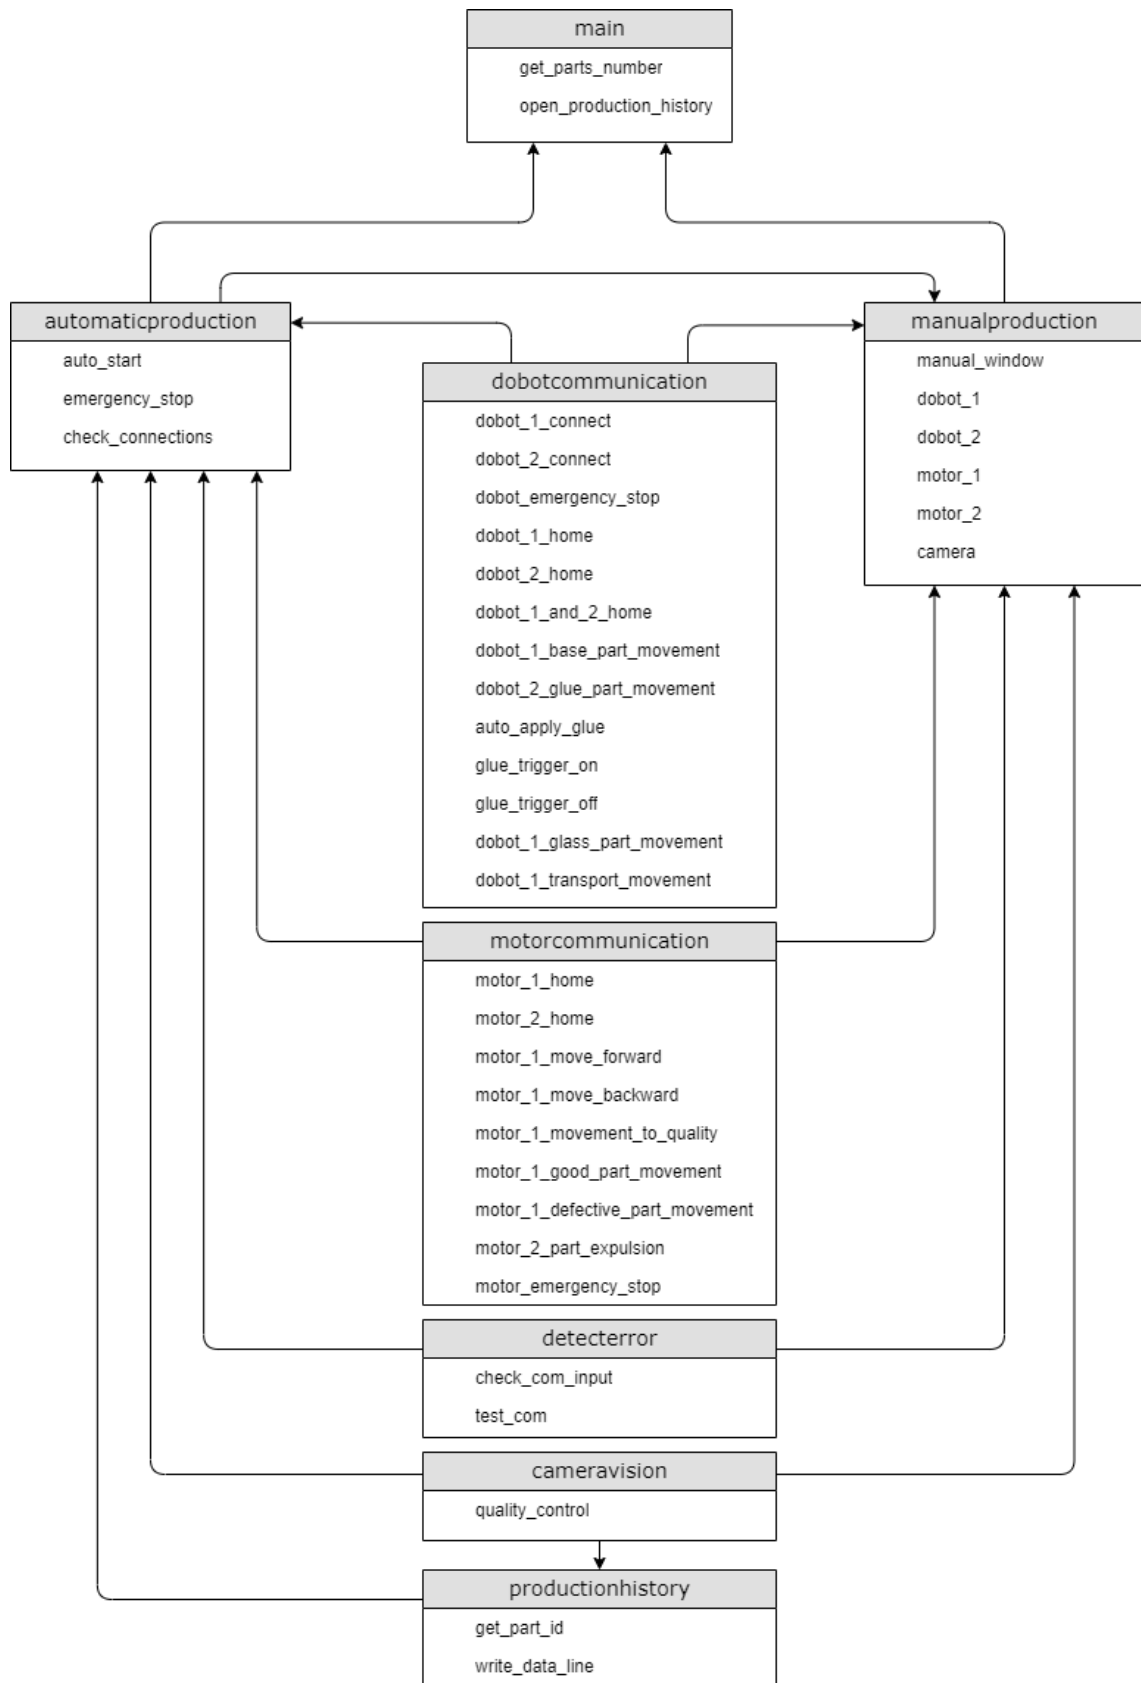 main
get_parts_number
open_production_history
automaticproduction
auto_start
emergency_stop
check_connections
manualproduction
manual_window
dobot_1
dobot_2
motor_1
motor_2
camera
dobotcommunication
dobot_1_connect
dobot_2_connect
dobot_emergency_stop
dobot_1_home
dobot_2_home
dobot_1_and_2_home
dobot_1_base_part_movement
dobot_2_glue_part_movement
auto_apply_glue
glue_trigger_on
glue_trigger_off
dobot_1_glass_part_movement
dobot_1_transport_movement
motorcommunication
motor_1_home
motor_2_home
motor_1_move_forward
motor_1_move_backward
motor_1_movement_to_quality
motor_1_good_part_movement
motor_1_defective_part_movement
motor_2_part_expulsion
motor_emergency_stop
detecterror
check_com_input
test_com
cameravision
quality_control
productionhistory
get_part_id
write_data_line